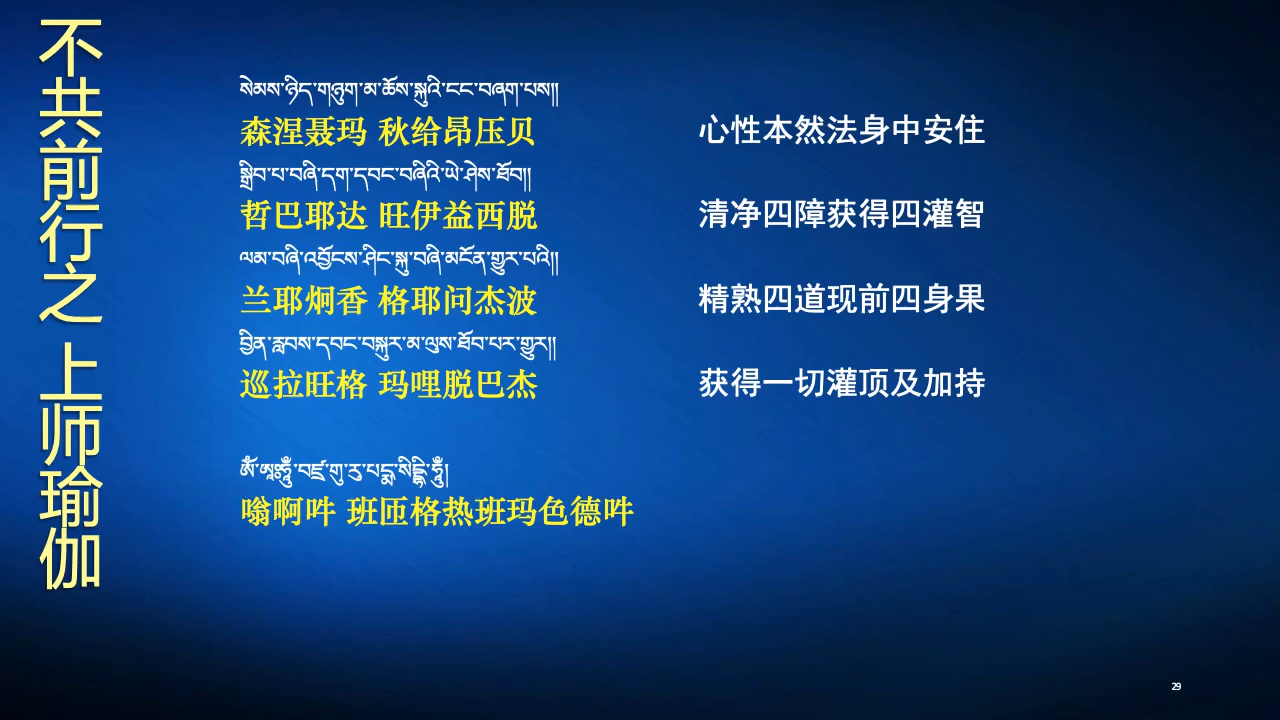 不共前行之 上师瑜伽
སེམས་ཉིད་གཉུག་མ་ཆོས་སྐུའི་ངང་བཞག་པས།།
森涅聂玛 秋给昂压贝
心性本然法身中安住
སྒྲིབ་པ་བཞི་དག་དབང་བཞིའི་ཡེ་ཤེས་ཐོབ།།
哲巴耶达 旺伊益西脱
清净四障获得四灌智
ལམ་བཞི་འབྱོངས་ཤིང་སྐུ་བཞི་མངོན་གྱུར་པའི།།
兰耶炯香 格耶问杰波
精熟四道现前四身果
བྱིན་རླབས་དབང་བསྐུར་མ་ལུས་ཐོབ་པར་གྱུར།།
巡拉旺格 玛哩脱巴杰
获得一切灌顶及加持
ༀ་ཨཱཿཧཱུྃ་བཛྲ་གུ་རུ་པདྨ་སིདྡྷི་ཧཱུྃ།
嗡啊吽 班匝格热班玛色德吽
29